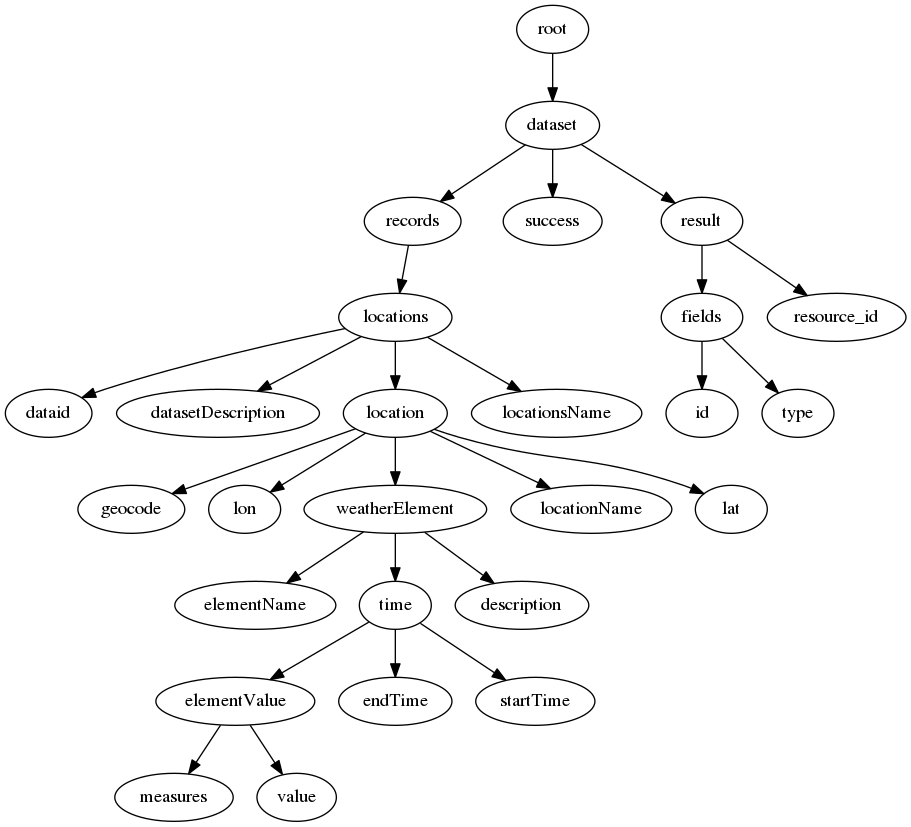 root
dataset
records
success
result
locations
fields
resource_id
dataid
datasetDescription
location
locationsName
id
type
geocode
lon
weatherElement
locationName
lat
elementName
time
description
elementValue
endTime
startTime
measures
value